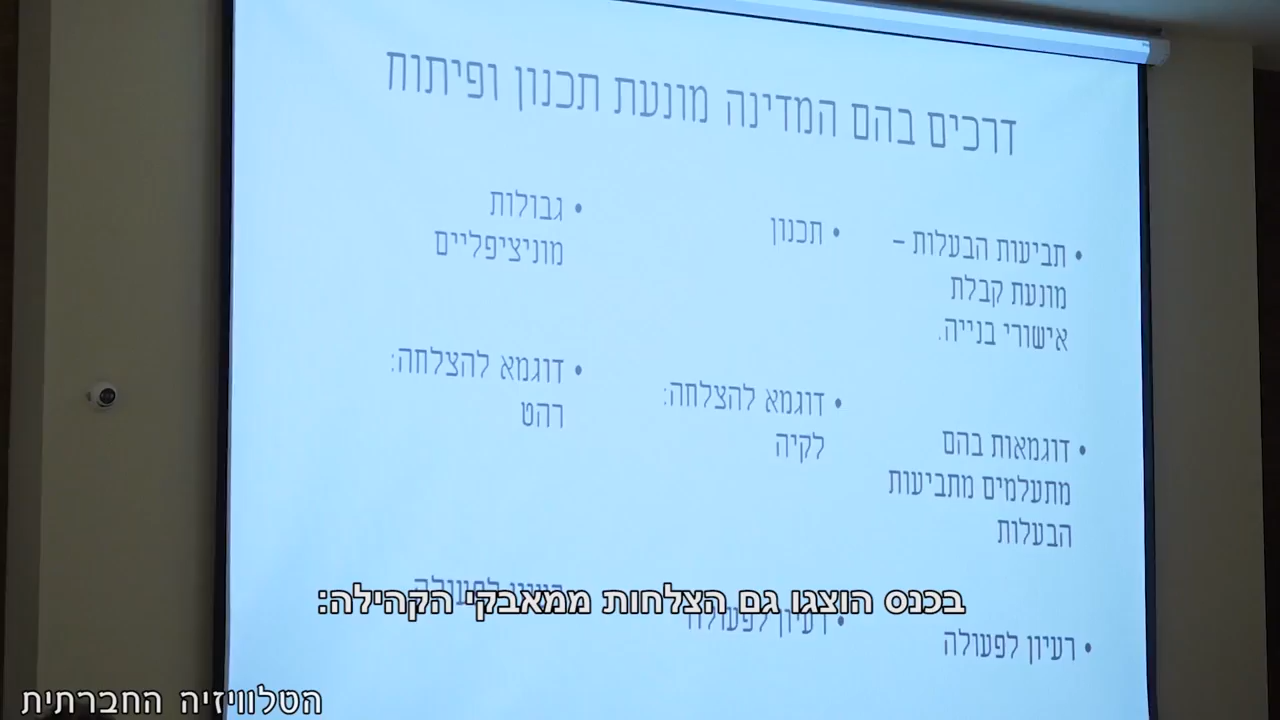 דרכים בהם המדינה מונעת תכנון ופיתוח
• תביעות הבעלות –
מונעת קבלת
אישורי בנייה.
• דוגמאות בהם
מתעלמים מתביעות
הבעלות
• רעיון לפעולה
• תכנון
• דוגמא להצלחה:
לקיה
• רעיון לפעולה
• גבולות
מוניציפליים
• דוגמא להצלחה:
רהט
רעיון לפעולה
בכנס הוצגו גם הצלחות ממאבקי הקהילה:
הטלוויזיה החברתית